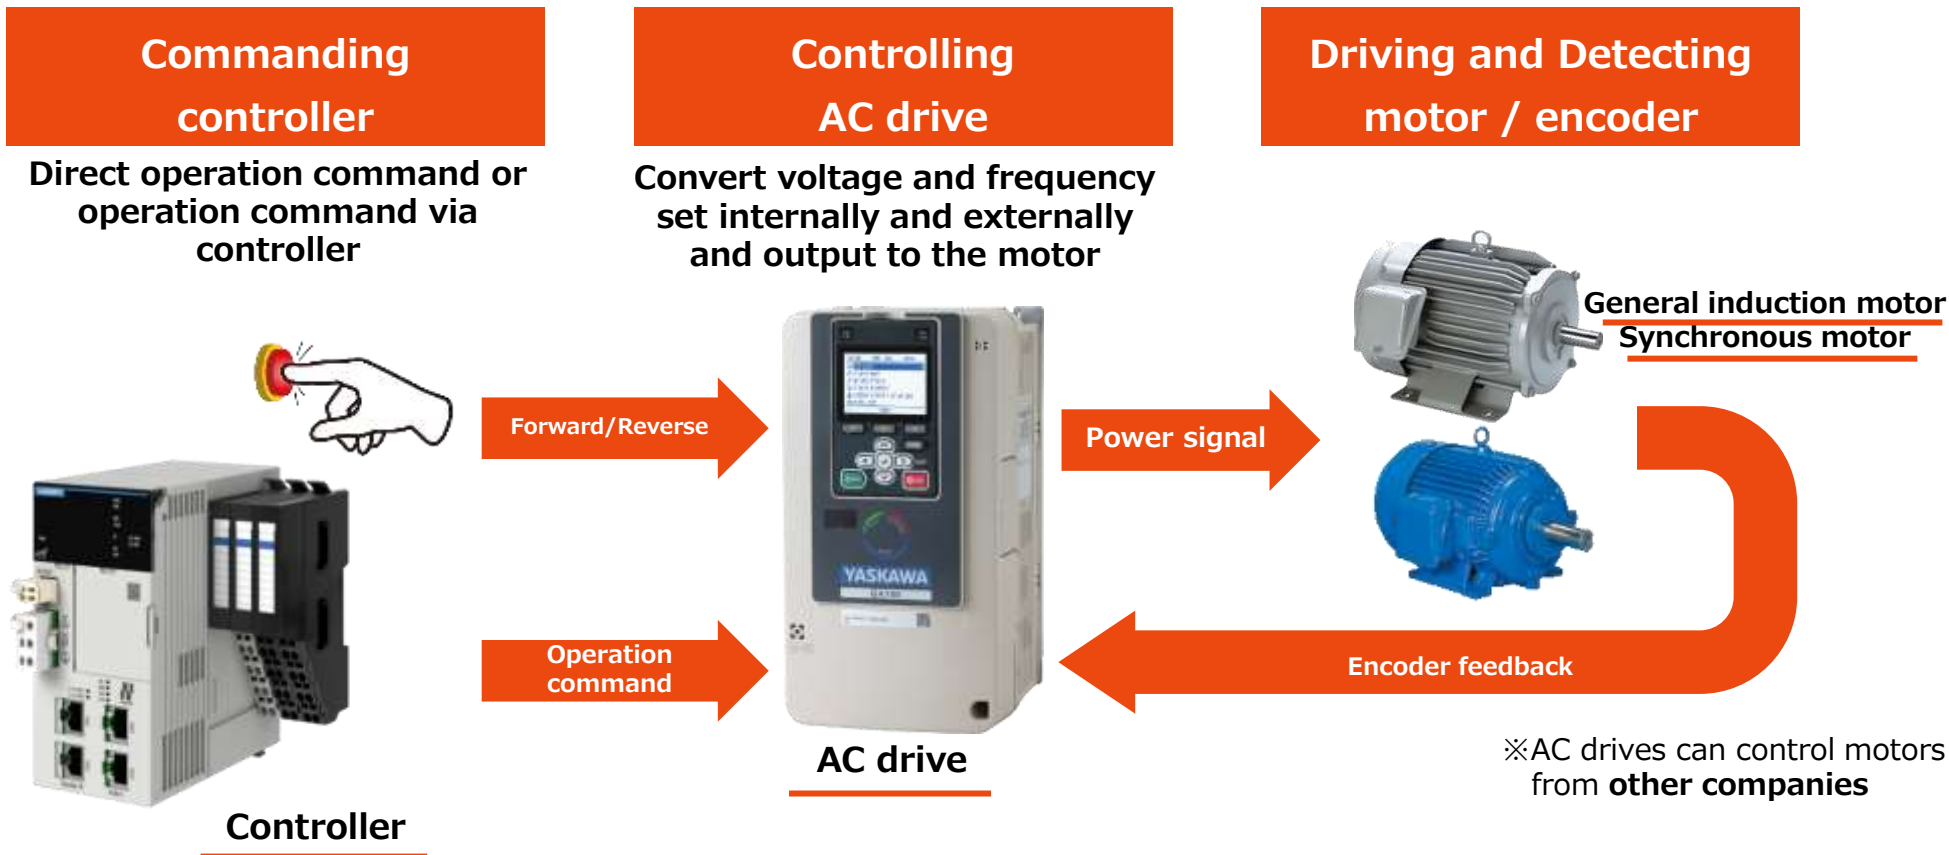 Commanding
controller
Direct operation command or
operation command via
controller
Controlling
AC drive
Convert voltage and frequency
set internally and externally
and output to the motor
Driving and Detecting
motor / encoder
General induction motor
Synchronous motor
Forward/Reverse
Power signal
YASKAWA
Operation
command
Encoder feedback
AC drive
Controller
※AC drives can control motors
from other companies